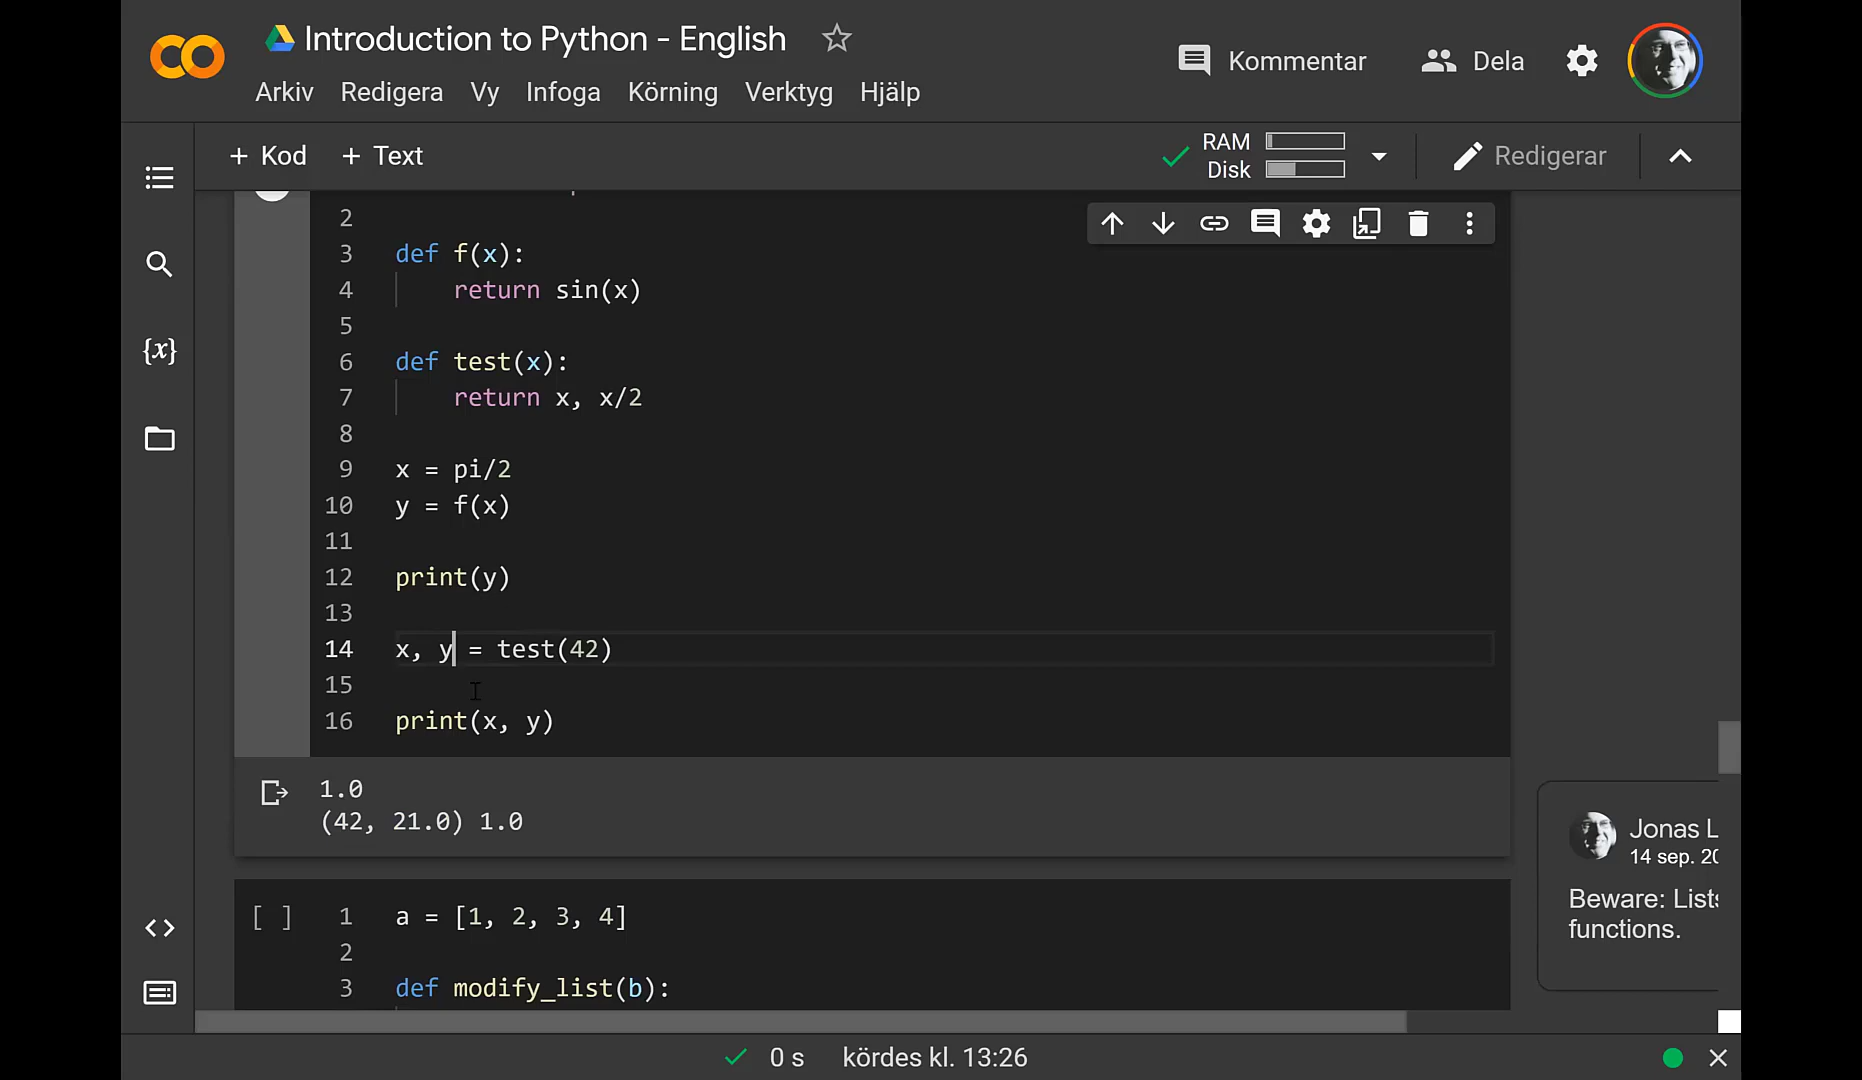 Introduction to Python - English
Arkiv Redigera Vy Infoga Körning Verktyg Hjälp
Kommentar
Dela
+ Kod + Text
RAM
Disk
Redigerar
2
3 def f(x):
4 return sin(x)
5
6 def test(x):
7 return x, x/2
8
9 x = pi/2
10 y = f(x)
11
12 print(y)
13
14 x, y = test(42)
15
16 print(x, y)
1.0
(42, 21.0) 1.0
[ ] 1 a = [1, 2, 3, 4]
2
3 def modify_list(b):
Jonas L
14 sep. 20
Beware: Lists
functions.
0 s kördes kl. 13:26